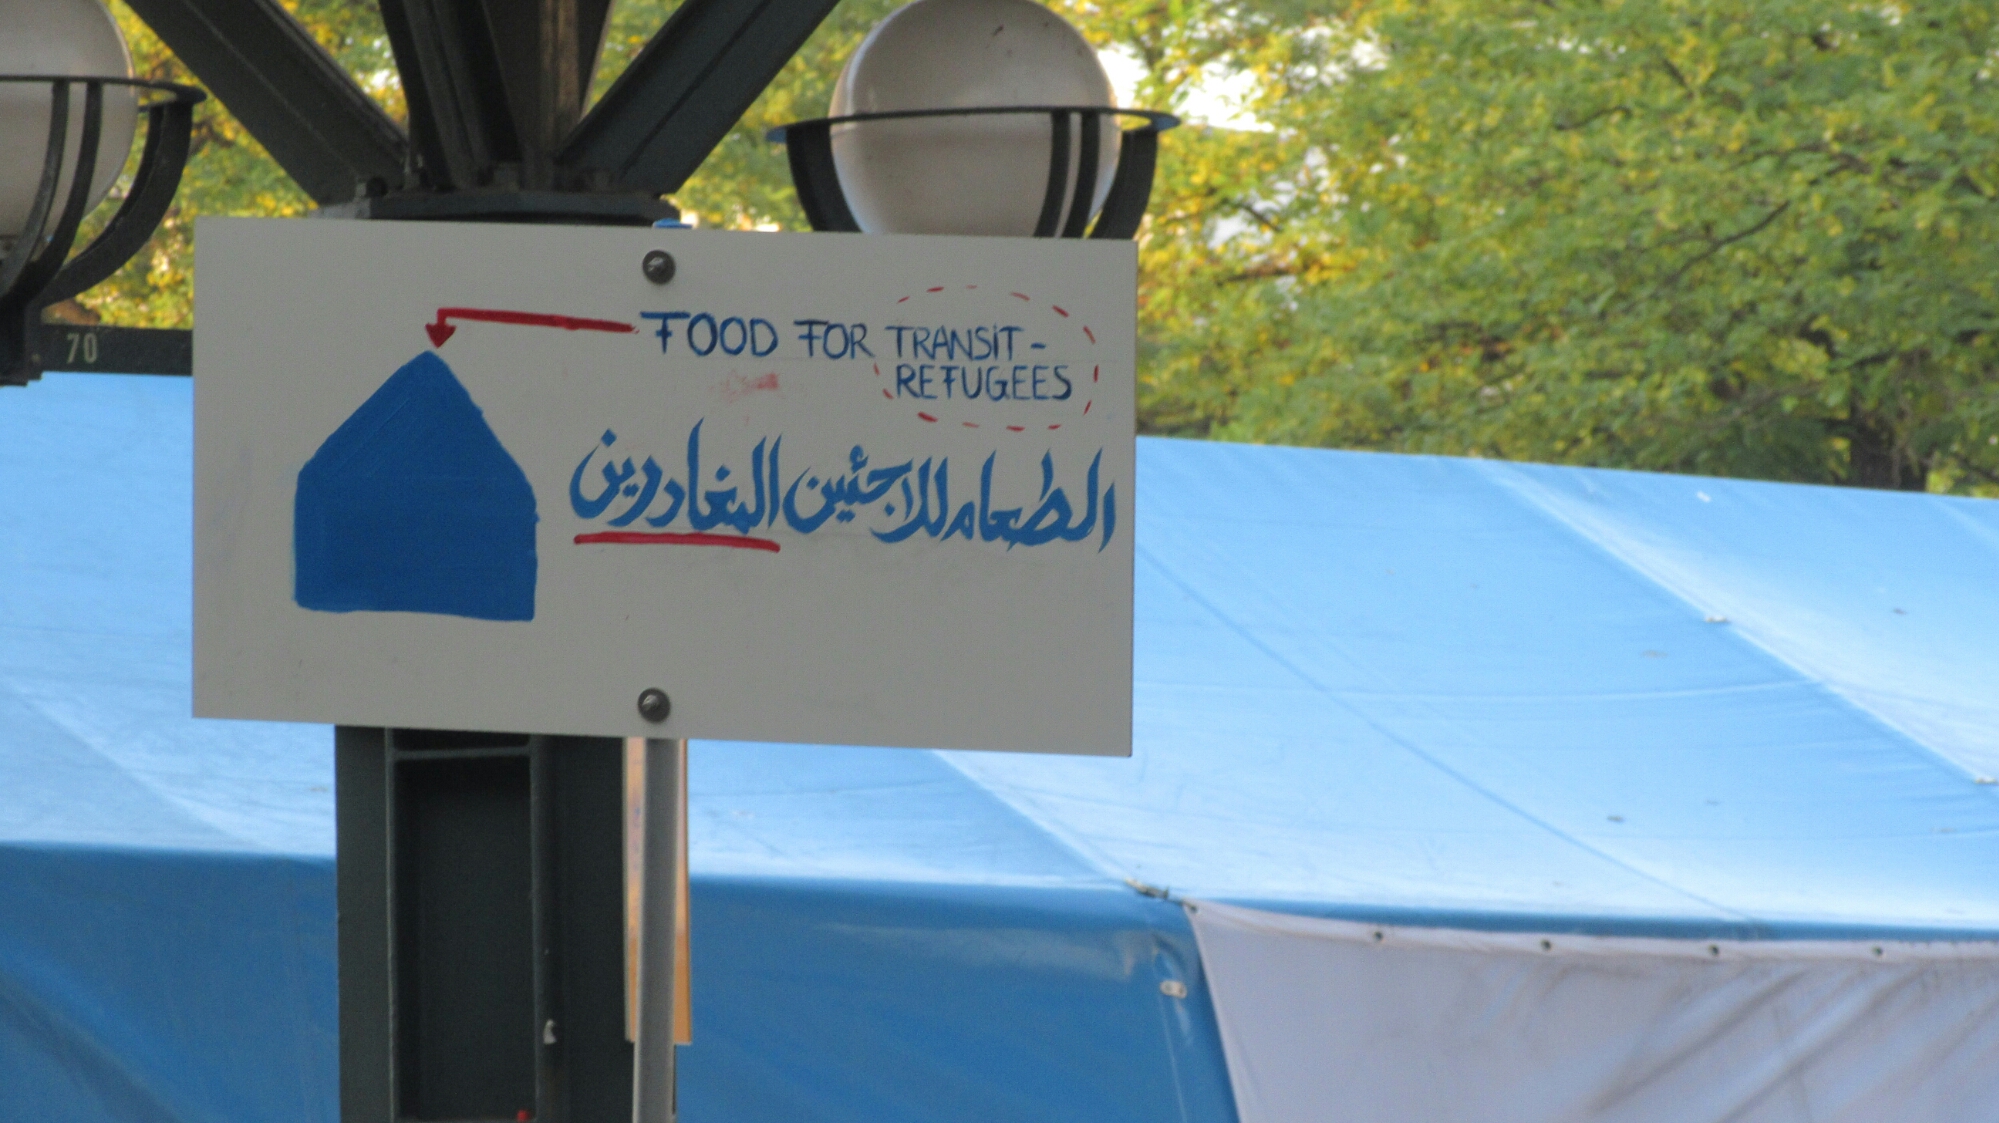 70
FOOD FOR TRANSIT-
REFUGEES
الطعام للاجئين المغادرين